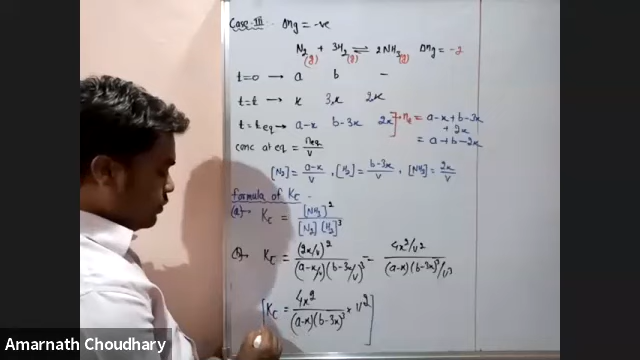 Case-III :- Δng = -ve
N2(g) + 3H2(g) ⇌ 2NH3(g) Δng = -2
t=0 → a b -
t=t → x 3x 2x
t=teq → a-x b-3x 2x] → nt = a-x+b-3x
+2x
conc at eq = neq/V = a+b-2x
[N2] = a-x/V , [H2] = b-3x/V , [NH3] = 2x/V
formula of Kc -
(a)→ Kc = [NH3]^2/[N2][H2]^3
Kc = (2x/V)^2/(a-x/V)(b-3x/V)^3 = 4x^2/V^2/(a-x)(b-3x)^3/V^3
[Kc = 4x^2/(a-x)(b-3x)^3 × V^2]
Amarnath Choudhary